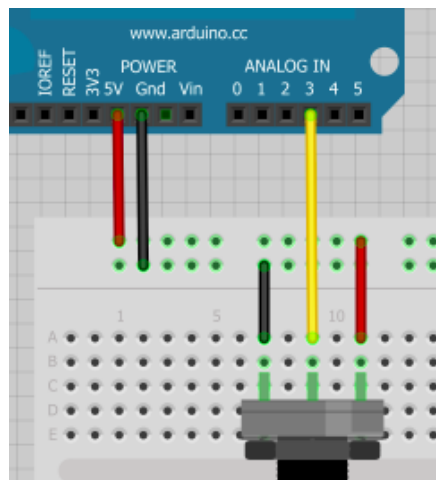 www.arduino.cc
POWER
ANALOG IN
IOREF
RESET
3V3
5V
Gnd
Vin
0 1 2 3 4 5
1
5
10
A
B
C
D
E